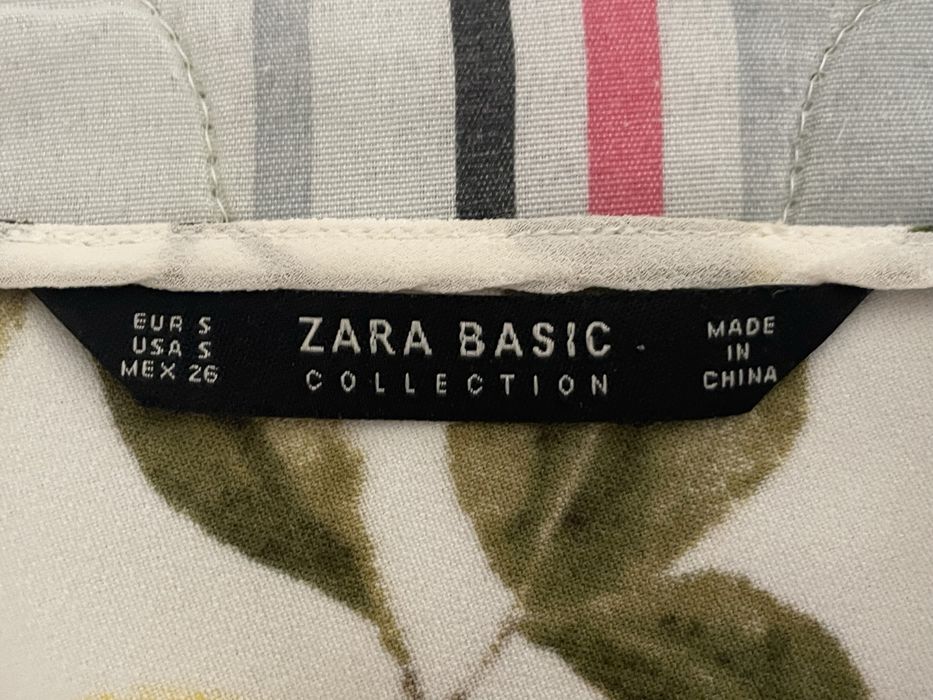 EUR S
USA S
MEX 26
ZARA BASIC
COLLECTION
MADE
IN
CHINA